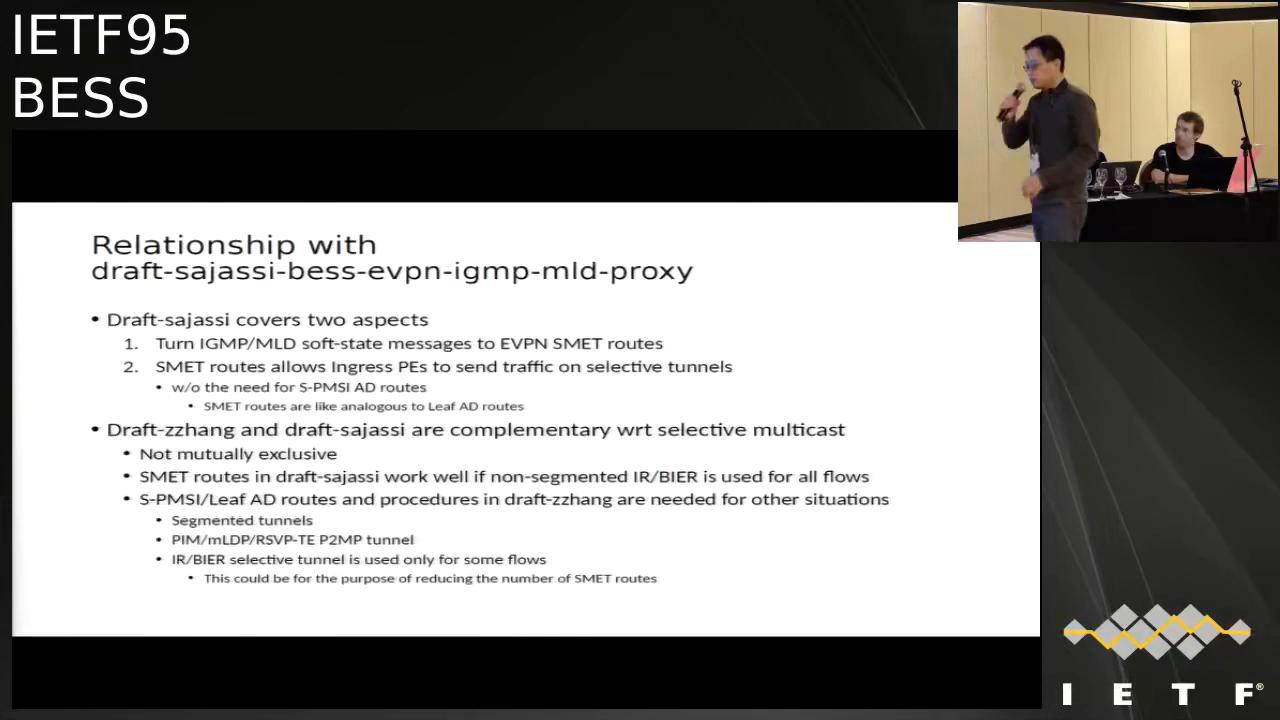 IETF95
BESS
Relationship with
draft-sajassi-bess-evpn-igmp-mld-proxy
• Draft-sajassi covers two aspects
1. Turn IGMP/MLD soft-state messages to EVPN SMET routes
2. SMET routes allows Ingress PEs to send traffic on selective tunnels
• w/o the need for S-PMSI AD routes
• SMET routes are like analogous to Leaf AD routes
• Draft-zzhang and draft-sajassi are complementary wrt selective multicast
• Not mutually exclusive
• SMET routes in draft-sajassi work well if non-segmented IR/BIER is used for all flows
• S-PMSI/Leaf AD routes and procedures in draft-zzhang are needed for other situations
• Segmented tunnels
• PIM/mLDP/RSVP-TE P2MP tunnel
• IR/BIER selective tunnel is used only for some flows
• This could be for the purpose of reducing the number of SMET routes
I E T F®